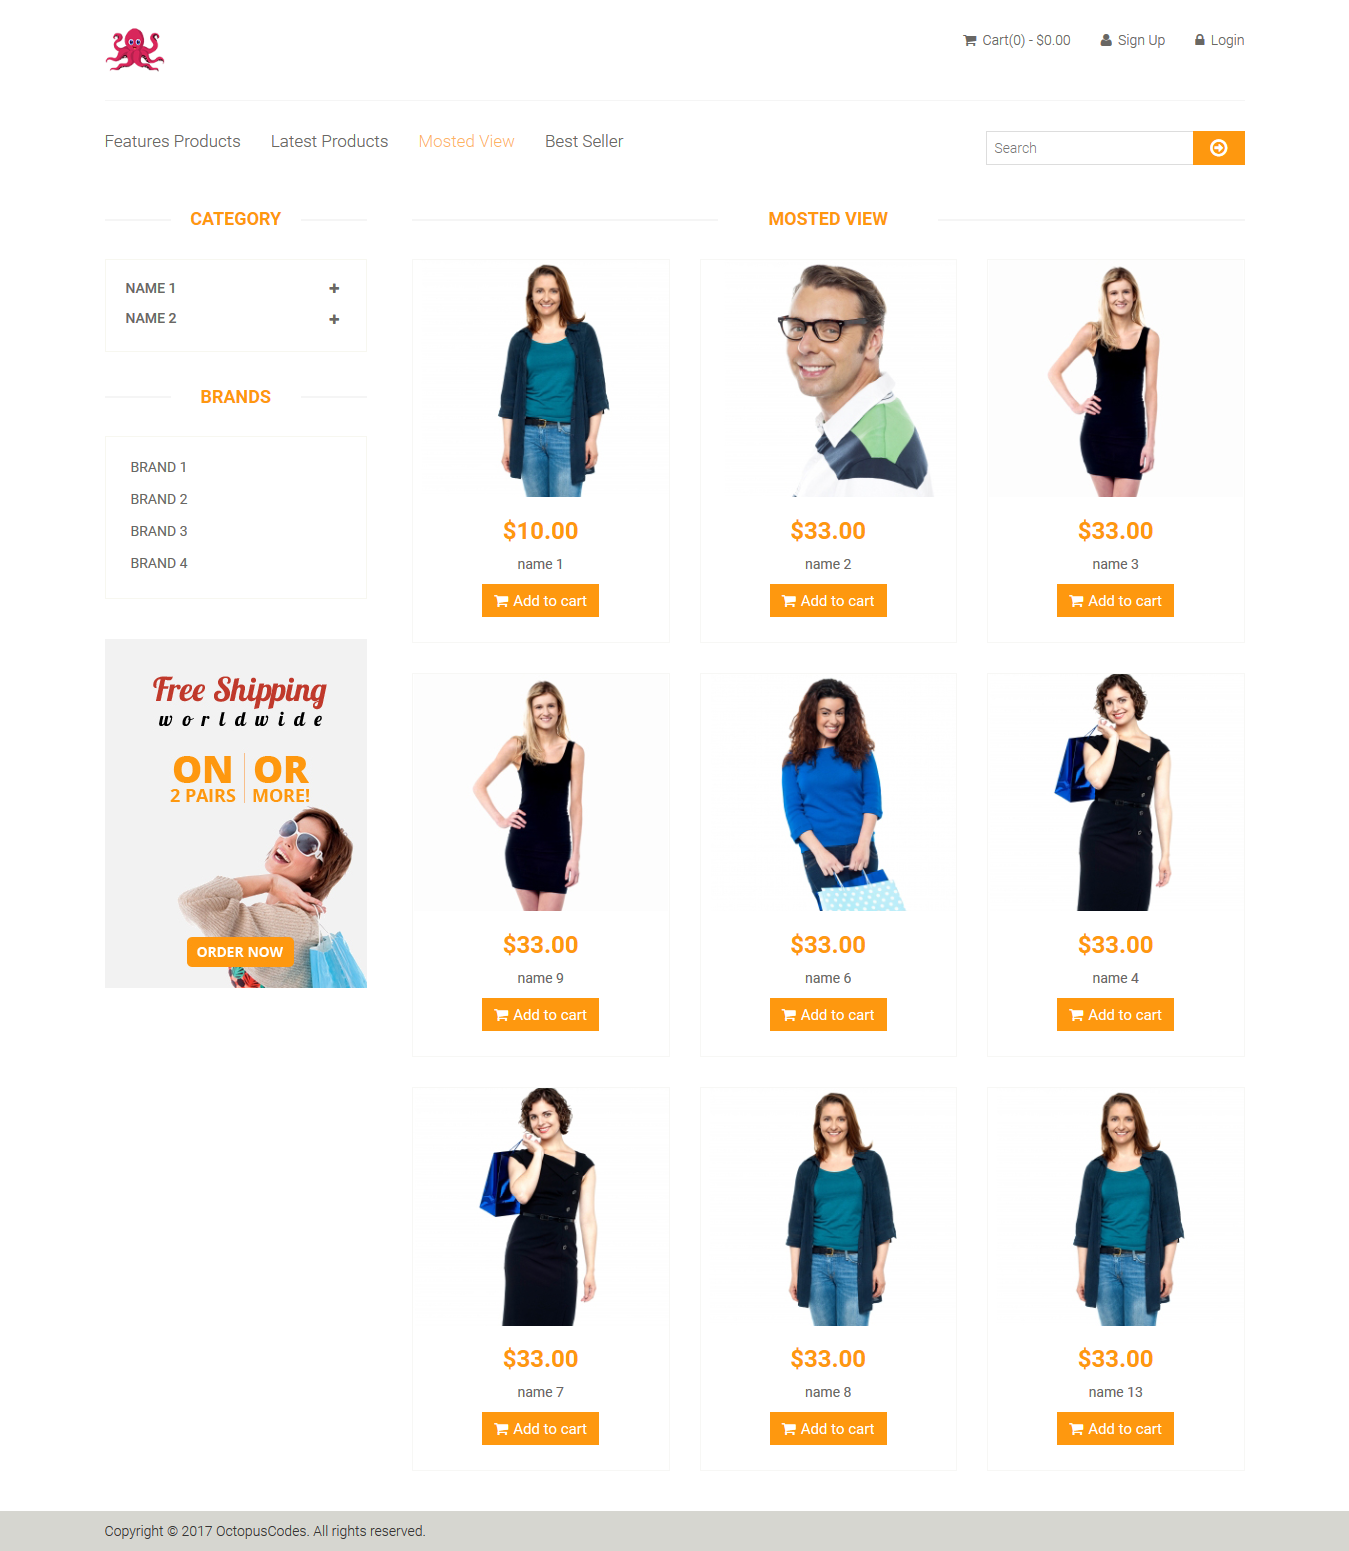 Cart(0) - $0.00
Sign Up
Login
Features Products
Latest Products
Mosted View
Best Seller
Search
CATEGORY
NAME 1
NAME 2
BRANDS
BRAND 1
BRAND 2
BRAND 3
BRAND 4
Free Shipping
worldwide
ON OR
2 PAIRS MORE!
ORDER NOW
MOSTED VIEW
$10.00
name 1
Add to cart
$33.00
name 2
Add to cart
$33.00
name 3
Add to cart
$33.00
name 9
Add to cart
$33.00
name 6
Add to cart
$33.00
name 4
Add to cart
$33.00
name 7
Add to cart
$33.00
name 8
Add to cart
$33.00
name 13
Add to cart
Copyright © 2017 OctopusCodes. All rights reserved.